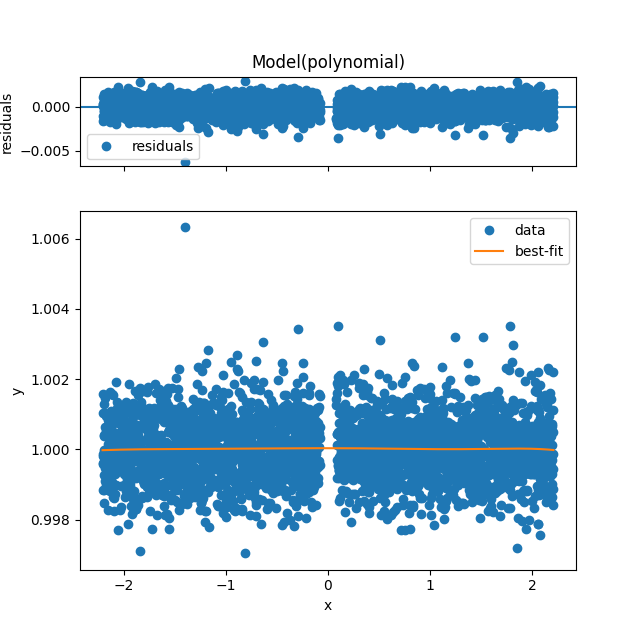 Model(polynomial)
residuals
0.000
−0.005
residuals
−2
−1
0
1
2
y
1.006
1.004
1.002
1.000
0.998
data
best-fit
x